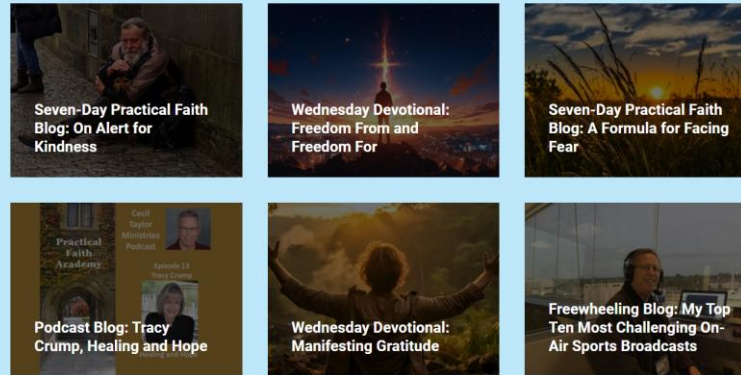 Seven-Day Practical Faith
Blog: On Alert for
Kindness
Wednesday Devotional:
Freedom From and
Freedom For
Seven-Day Practical Faith
Blog: A Formula for Facing
Fear
Practical
Faith
Academy
Cecil
Taylor
Ministries
Podcast
Episode 13
Tracy Crump
Healing and Hope
Podcast Blog: Tracy
Crump, Healing and Hope
Wednesday Devotional:
Manifesting Gratitude
Freewheeling Blog: My Top
Ten Most Challenging On-
Air Sports Broadcasts